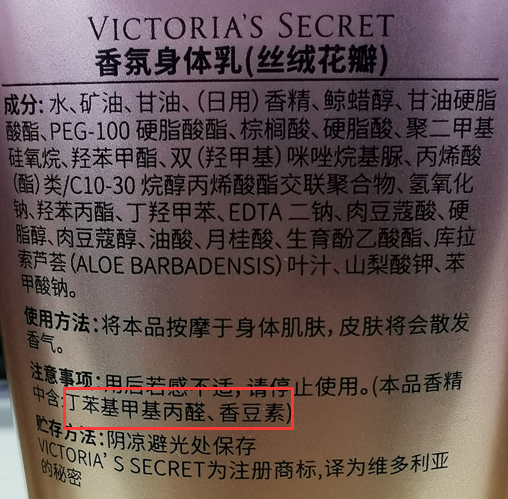 VICTORIA'S SECRET
香氛身体乳(丝绒花瓣)
成分:水、矿油、甘油、(日用)香精、鲸蜡醇、甘油硬脂
酸酯、PEG-100 硬脂酸酯、棕榈酸、硬脂酸、聚二甲基
硅氧烷、羟苯甲酯、双(羟甲基)咪唑烷基脲、丙烯酸
(酯)类/C10-30 烷醇丙烯酸酯交联聚合物、氢氧化
钠、羟苯丙酯、丁羟甲苯、EDTA 二钠、肉豆蔻酸、硬
脂醇、肉豆蔻醇、油酸、月桂酸、生育酚乙酸酯、库拉
索芦荟(ALOE BARBADENSIS)叶汁、山梨酸钾、苯
甲酸钠。
使用方法:将本品按摩于身体肌肤,皮肤将会散发
香气。
注意事项:用后若感不适,请停止使用。(本品香精
中含:丁苯基甲基丙醛、香豆素)
贮存方法:阴凉避光处保存
VICTORIA'S SECRET为注册商标,译为维多利亚
的秘密